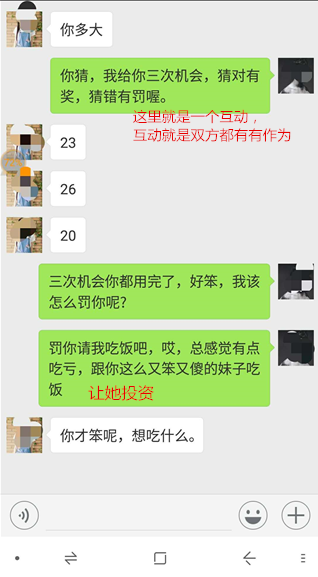 你多大
你猜，我给你三次机会，猜对有
奖，猜错有罚喔。
这里就是一个互动，
互动就是双方都有有作为
23
26
20
三次机会你都用完了，好笨，我该
怎么罚你呢?
罚你请我吃饭吧，哎，总感觉有点
吃亏，跟你这么又笨又傻的妹子吃
饭
让她投资
你才笨呢，想吃什么。